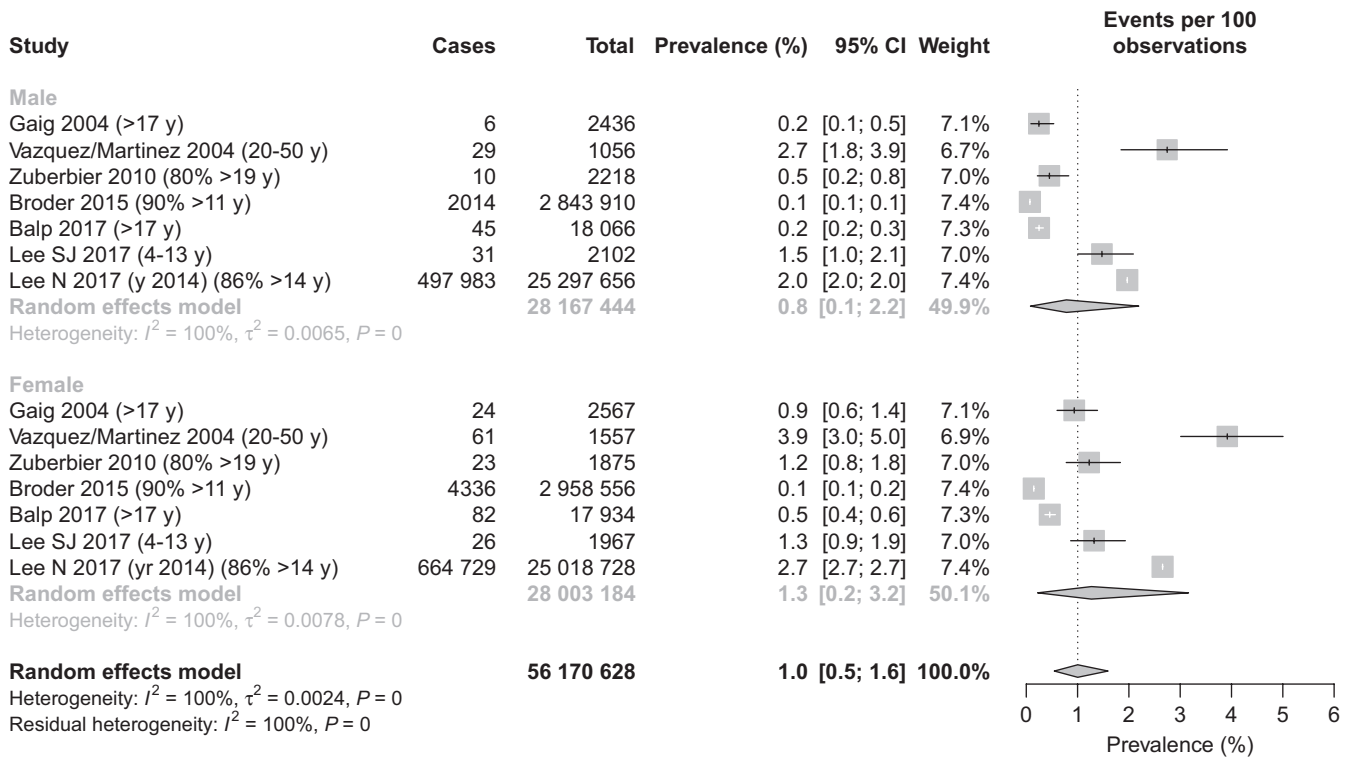 Study Cases Total Prevalence (%) 95% CI Weight Events per 100 observations
Male
Gaig 2004 (>17 y) 6 2436 0.2 [0.1; 0.5] 7.1%
Vazquez/Martinez 2004 (20-50 y) 29 1056 2.7 [1.8; 3.9] 6.7%
Zuberbier 2010 (80% >19 y) 10 2218 0.5 [0.2; 0.8] 7.0%
Broder 2015 (90% >11 y) 2014 2 843 910 0.1 [0.1; 0.1] 7.4%
Balp 2017 (>17 y) 45 18 066 0.2 [0.2; 0.3] 7.3%
Lee SJ 2017 (4-13 y) 31 2102 1.5 [1.0; 2.1] 7.0%
Lee N 2017 (y 2014) (86% >14 y) 497 983 25 297 656 2.0 [2.0; 2.0] 7.4%
Random effects model 28 167 444 0.8 [0.1; 2.2] 49.9%
Heterogeneity: I² = 100%, τ² = 0.0065, P = 0
Female
Gaig 2004 (>17 y) 24 2567 0.9 [0.6; 1.4] 7.1%
Vazquez/Martinez 2004 (20-50 y) 61 1557 3.9 [3.0; 5.0] 6.9%
Zuberbier 2010 (80% >19 y) 23 1875 1.2 [0.8; 1.8] 7.0%
Broder 2015 (90% >11 y) 4336 2 958 556 0.1 [0.1; 0.2] 7.4%
Balp 2017 (>17 y) 82 17 934 0.5 [0.4; 0.6] 7.3%
Lee SJ 2017 (4-13 y) 26 1967 1.3 [0.9; 1.9] 7.0%
Lee N 2017 (yr 2014) (86% >14 y) 664 729 25 018 728 2.7 [2.7; 2.7] 7.4%
Random effects model 28 003 184 1.3 [0.2; 3.2] 50.1%
Heterogeneity: I² = 100%, τ² = 0.0078, P = 0
Random effects model 56 170 628 1.0 [0.5; 1.6] 100.0%
Heterogeneity: I² = 100%, τ² = 0.0024, P = 0
Residual heterogeneity: I² = 100%, P = 0
0 1 2 3 4 5 6
Prevalence (%)